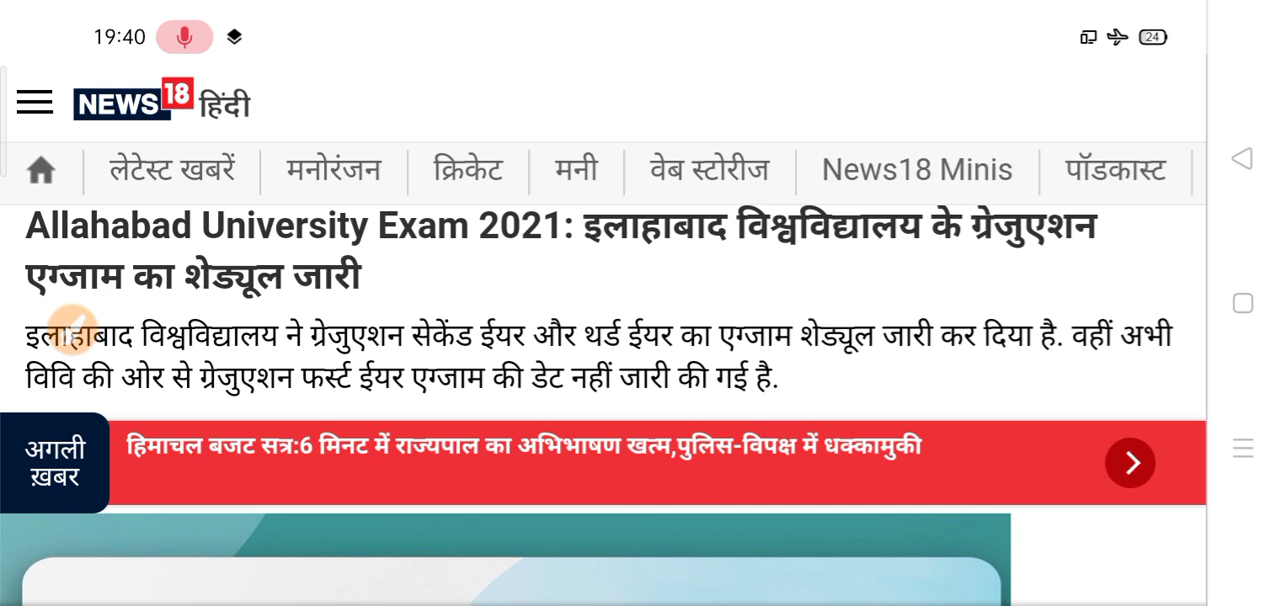 19:40
24
NEWS 18 हिंदी
लेटेस्ट खबरें मनोरंजन क्रिकेट मनी वेब स्टोरीज News18 Minis पॉडकास्ट
Allahabad University Exam 2021: इलाहाबाद विश्वविद्यालय के ग्रेजुएशन
एग्जाम का शेड्यूल जारी
इलाहाबाद विश्वविद्यालय ने ग्रेजुएशन सेकेंड ईयर और थर्ड ईयर का एग्जाम शेड्यूल जारी कर दिया है. वहीं अभी
विवि की ओर से ग्रेजुएशन फर्स्ट ईयर एग्जाम की डेट नहीं जारी की गई है.
अगली
ख़बर
हिमाचल बजट सत्र:6 मिनट में राज्यपाल का अभिभाषण खत्म,पुलिस-विपक्ष में धक्कामुकी